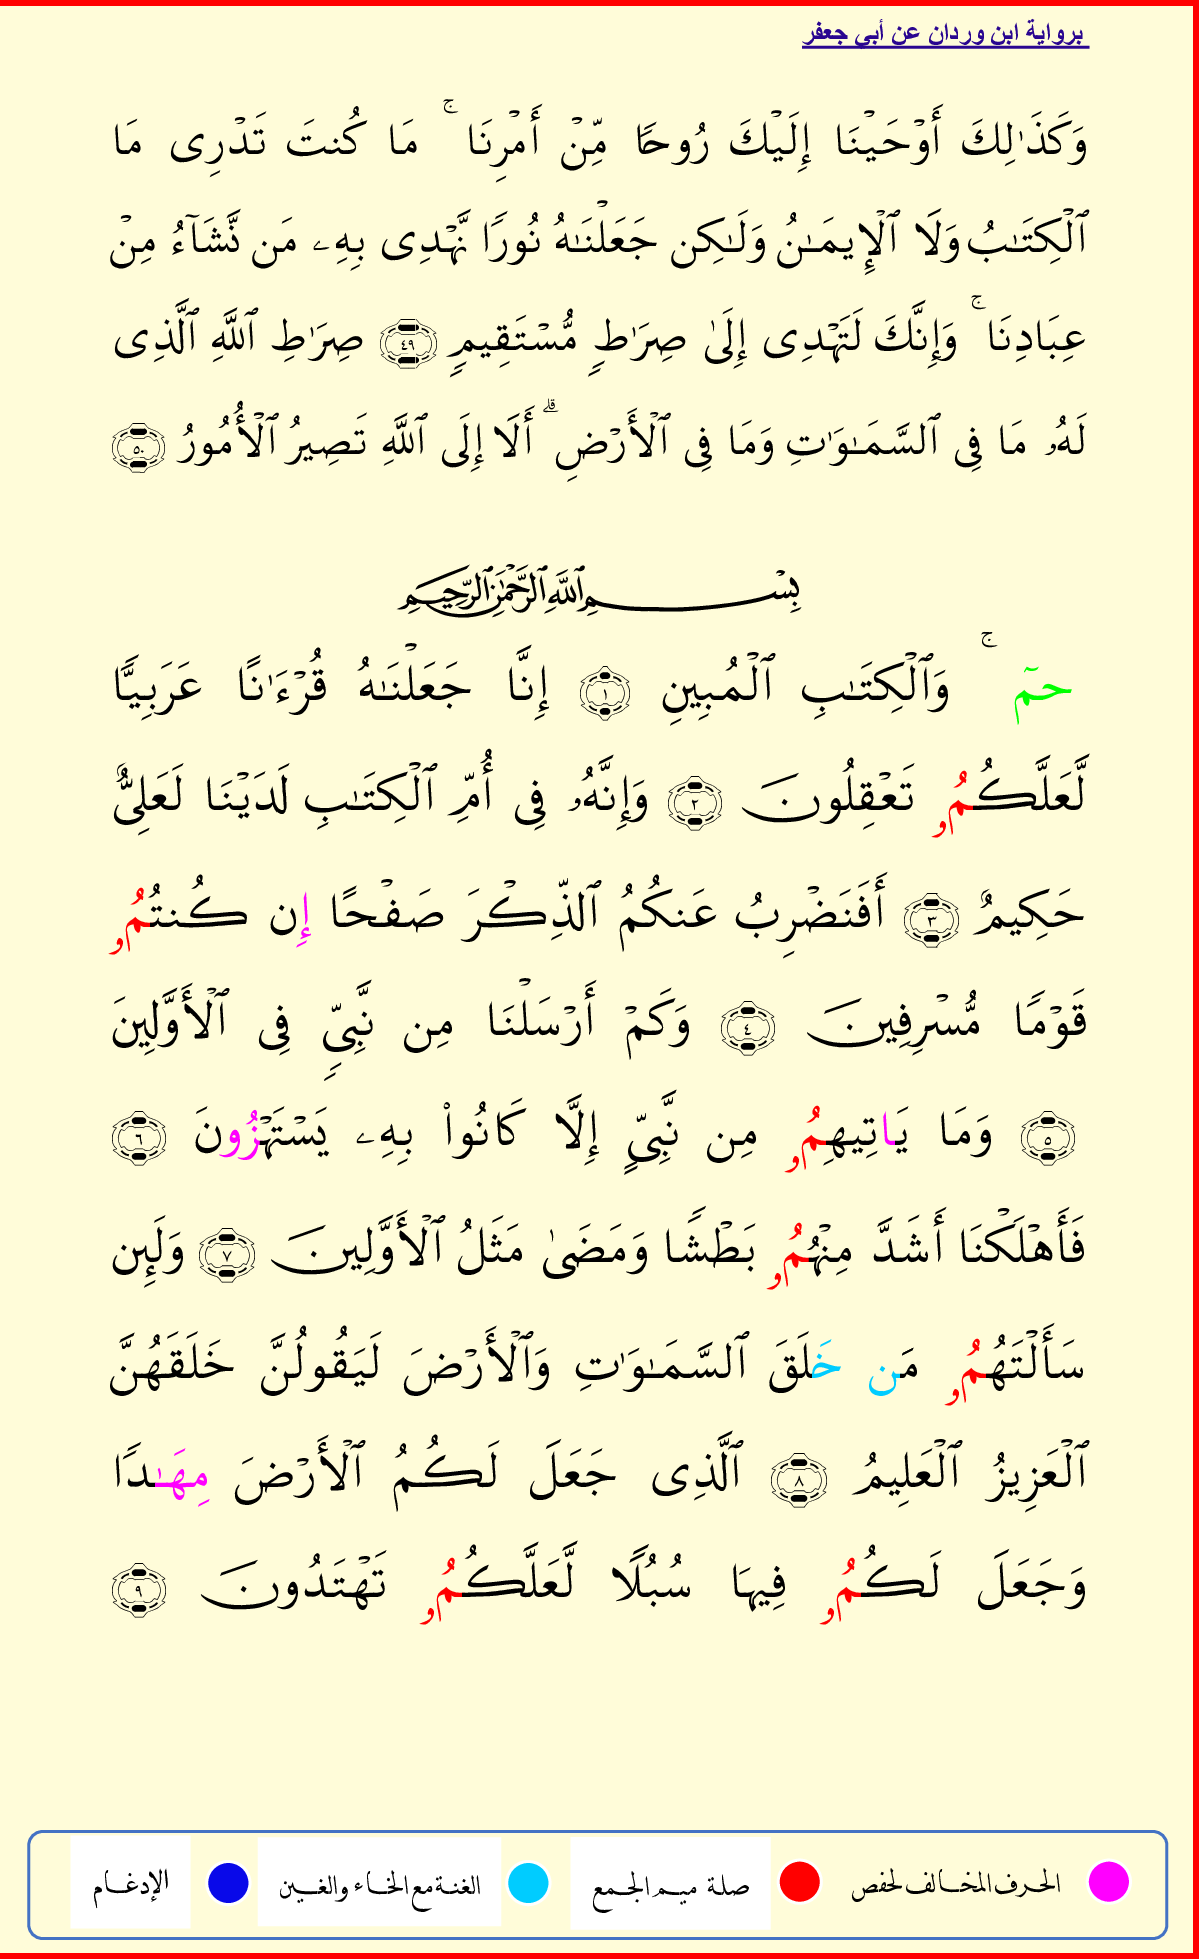 برواية ابن وردان عن أبي جعفر
وَكَذَٰلِكَ أَوۡحَيۡنَا إِلَيۡكَ رُوحًا مِّنۡ أَمۡرِنَا ۚ مَا كُنتَ تَدۡرِى مَا
ٱلۡكِتَـٰبُ وَلَا ٱلۡإِيمَـٰنُ وَلَـٰكِن جَعَلۡنَـٰهُ نُورًا نَّهۡدِى بِهِۦ مَن نَّشَآءُ مِنۡ
عِبَادِنَا ۚ وَإِنَّكَ لَتَهۡدِى إِلَىٰ صِرَٰطٍ مُّسۡتَقِيمٍ ٤٩ صِرَٰطِ ٱللَّهِ ٱلَّذِى
لَهُۥ مَا فِى ٱلسَّمَـٰوَٰتِ وَمَا فِى ٱلۡأَرۡضِ ۗ أَلَا إِلَى ٱللَّهِ تَصِيرُ ٱلۡأُمُورُ ٥٠
بِسۡمِ ٱللَّهِ ٱلرَّحۡمَـٰنِ ٱلرَّحِيمِ
حمٓ ۚ وَٱلۡكِتَـٰبِ ٱلۡمُبِينِ ١ إِنَّا جَعَلۡنَـٰهُ قُرۡءَٰنًا عَرَبِيًّا
لَّعَلَّكُمُۥ تَعۡقِلُونَ ٢ وَإِنَّهُۥ فِى أُمِّ ٱلۡكِتَـٰبِ لَدَيۡنَا لَعَلِىٌّ
حَكِيمٌ ٣ أَفَنَضۡرِبُ عَنكُمُ ٱلذِّكۡرَ صَفۡحًا إِن كُنتُمُۥ
قَوۡمًا مُّسۡرِفِينَ ٤ وَكَمۡ أَرۡسَلۡنَا مِن نَّبِىٍّ فِى ٱلۡأَوَّلِينَ
٥ وَمَا يَاتِيهِمُۥ مِن نَّبِىٍّ إِلَّا كَانُوا۟ بِهِۦ يَسۡتَهۡزُونَ ٦
فَأَهۡلَكۡنَا أَشَدَّ مِنۡهُمُۥ بَطۡشًا وَمَضَىٰ مَثَلُ ٱلۡأَوَّلِينَ ٧ وَلَئِن
سَأَلۡتَهُمُۥ مَن خَلَقَ ٱلسَّمَـٰوَٰتِ وَٱلۡأَرۡضَ لَيَقُولُنَّ خَلَقَهُنَّ
ٱلۡعَزِيزُ ٱلۡعَلِيمُ ٨ ٱلَّذِى جَعَلَ لَكُمُ ٱلۡأَرۡضَ مِهَـٰدًا
وَجَعَلَ لَكُمُۥ فِيهَا سُبُلًا لَّعَلَّكُمُۥ تَهۡتَدُونَ ٩
الحرف المخالف لحفص صلة ميم الجمع الغنة مع الخاء والغين الإدغام